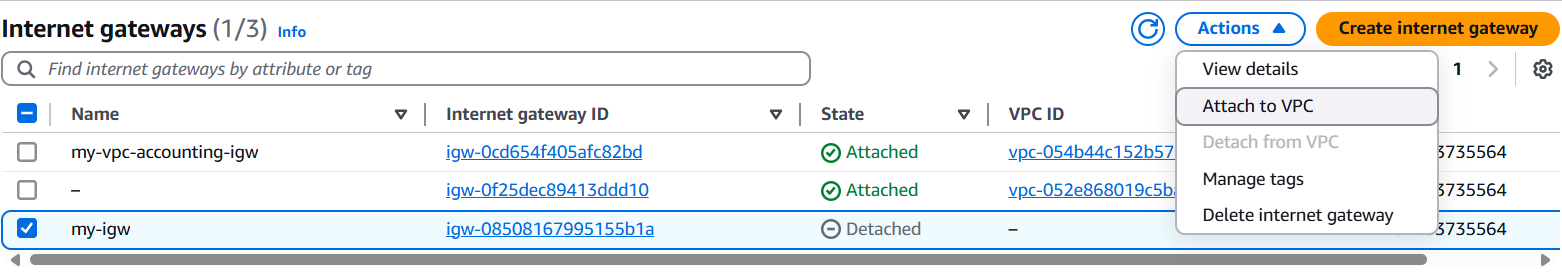 Internet gateways (1/3) Info
Actions
Create internet gateway
Find internet gateways by attribute or tag
1
View details
Attach to VPC
Detach from VPC
Manage tags
Delete internet gateway
Name Internet gateway ID State VPC ID
my-vpc-accounting-igw igw-0cd654f405afc82bd Attached vpc-054b44c152b57 3735564
– igw-0f25dec89413ddd10 Attached vpc-052e868019c5b
my-igw igw-08508167995155b1a Detached – 3735564